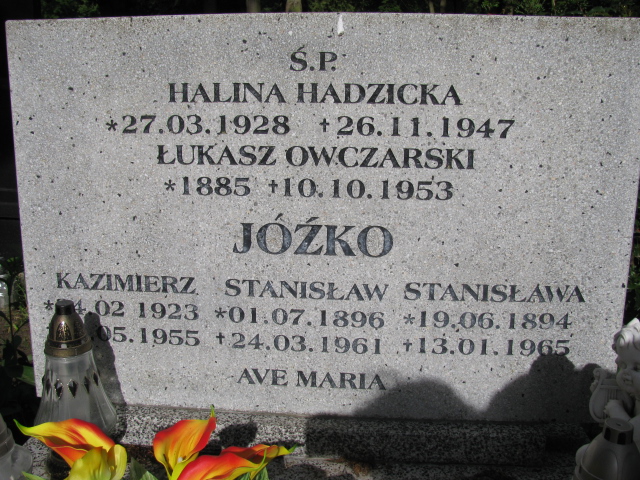 Ś.P.
HALINA HADZICKA
*27.03.1928 +26.11.1947
ŁUKASZ OWCZARSKI
*1885 +10.10.1953
JÓŹKO
KAZIMIERZ STANISŁAW STANISŁAWA
02 1923 *01.07.1896 *19.06.1894
05.1955 +24.03.1961 +13.01.1965
AVE MARIA